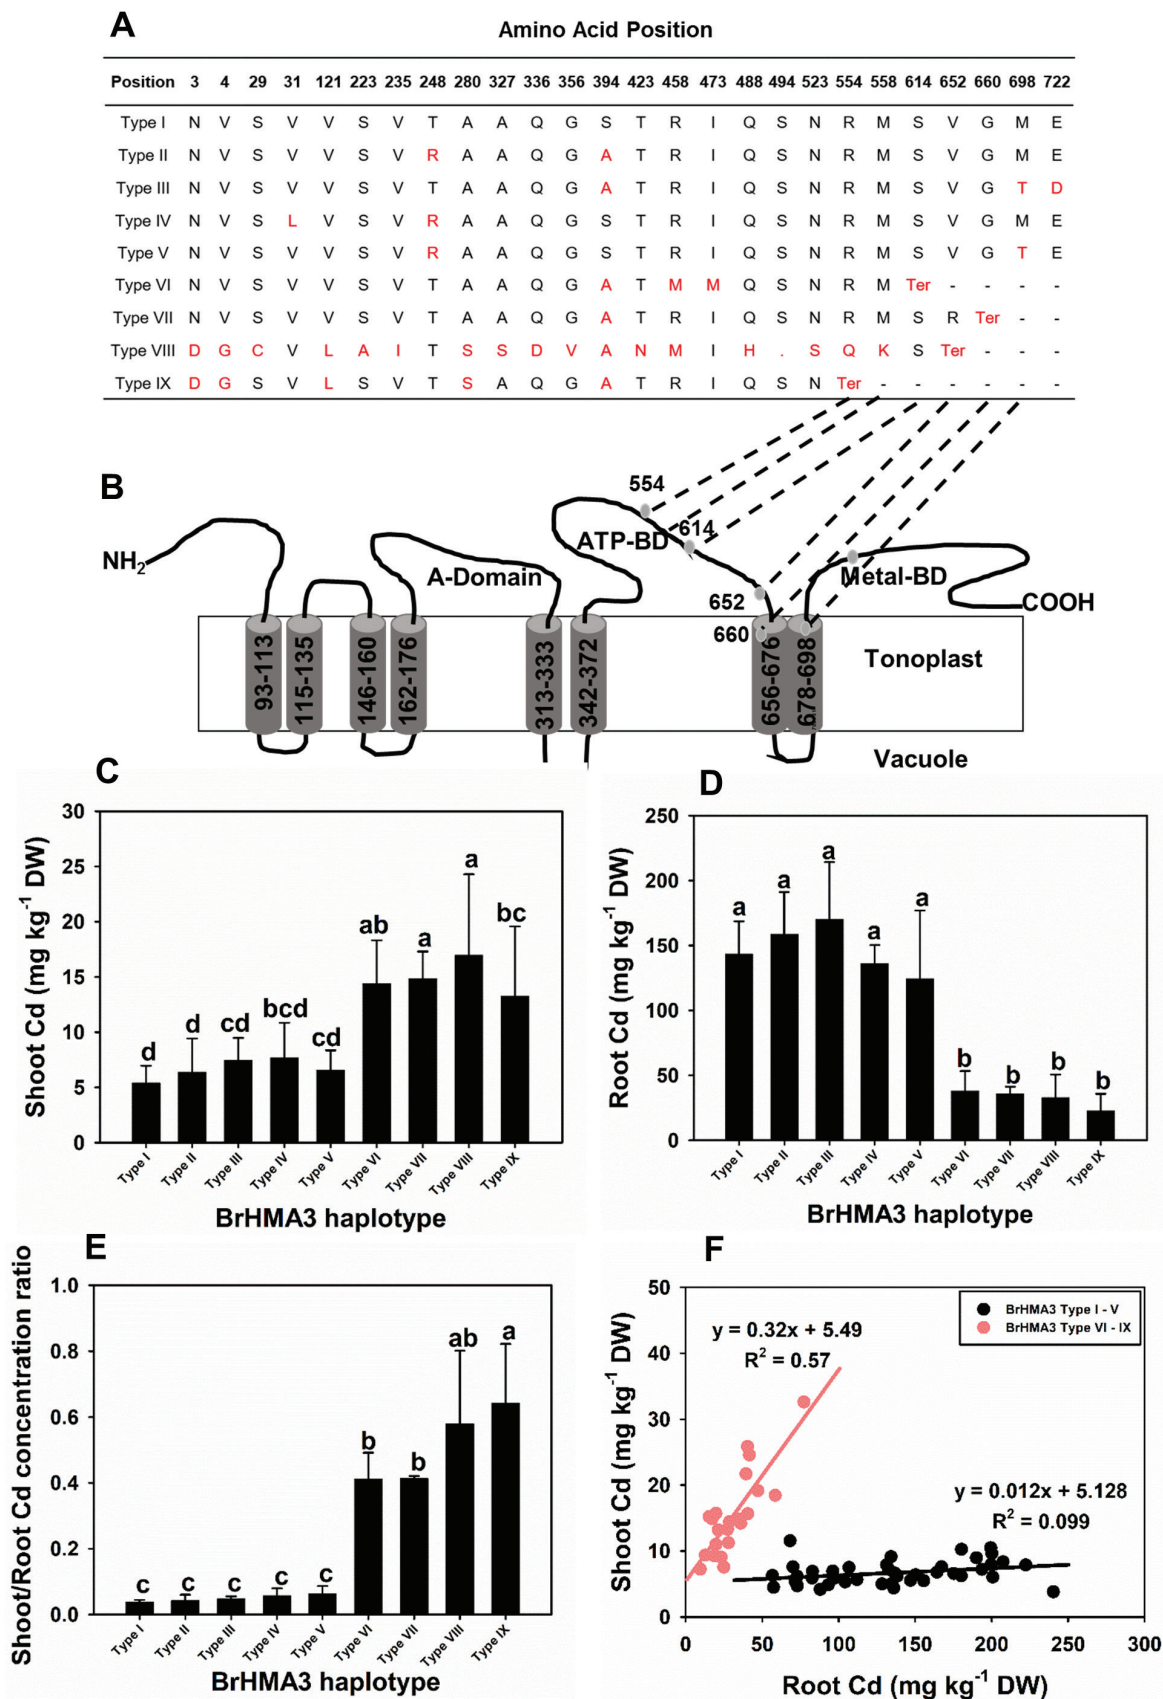 A
Amino Acid Position
Position 3 4 29 31 121 223 235 248 280 327 336 356 394 423 458 473 488 494 523 554 558 614 652 660 698 722
Type I N V S V V S V T A A Q G S T R I Q S N R M S V G M E
Type II N V S V V S V R A A Q G A T R I Q S N R M S V G M E
Type III N V S V V S V T A A Q G A T R I Q S N R M S V G T D
Type IV N V S L V S V R A A Q G S T R I Q S N R M S V G M E
Type V N V S V V S V R A A Q G S T R I Q S N R M S V G T E
Type VI N V S V V S V T A A Q G A T M M Q S N R M Ter - - - -
Type VII N V S V V S V T A A Q G A T R I Q S N R M S R Ter - -
Type VIII D G C V L A I T S S D V A N M I H . S Q K S Ter - - -
Type IX D G S V L S V T S A Q G A T R I Q S N Ter - - - - - -
B
554
614
NH2
ATP-BD
A-Domain
Metal-BD
652
COOH
660
93-113
115-135
146-160
162-176
313-333
342-372
656-676
678-698
Tonoplast
Vacuole
C
Shoot Cd (mg kg-1 DW)
30
25
20
15
10
5
0
d
d
cd
bcd
cd
ab
a
a
bc
Type I
Type II
Type III
Type IV
Type V
Type VI
Type VII
Type VIII
Type IX
BrHMA3 haplotype
D
Root Cd (mg kg-1 DW)
250
200
150
100
50
0
a
a
a
a
a
b
b
b
b
Type I
Type II
Type III
Type IV
Type V
Type VI
Type VII
Type VIII
Type IX
BrHMA3 haplotype
E
Shoot/Root Cd concentration ratio
1.0
0.8
0.6
0.4
0.2
0.0
c
c
c
c
c
b
b
ab
a
Type I
Type II
Type III
Type IV
Type V
Type VI
Type VII
Type VIII
Type IX
BrHMA3 haplotype
F
Shoot Cd (mg kg-1 DW)
50
40
30
20
10
0
BrHMA3 Type I - V
BrHMA3 Type VI - IX
y = 0.32x + 5.49
R2 = 0.57
y = 0.012x + 5.128
R2 = 0.099
0 50 100 150 200 250 300
Root Cd (mg kg-1 DW)